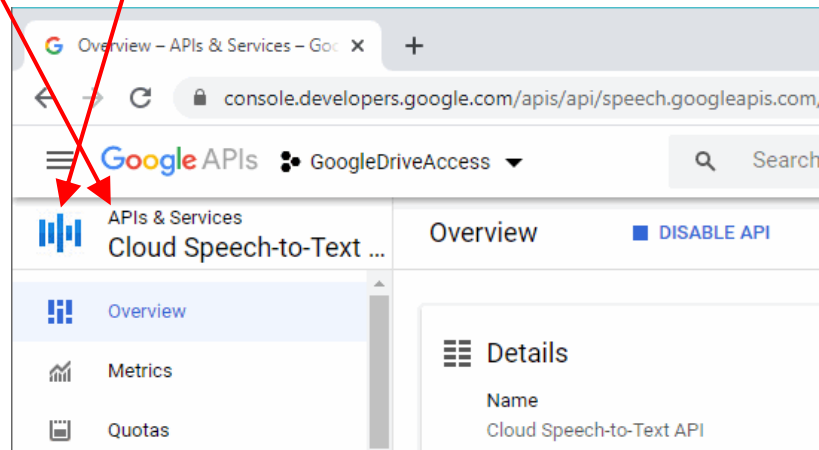 Overview – APIs & Services – Goo
console.developers.google.com/apis/api/speech.googleapis.com/
Google APIs GoogleDriveAccess Search
APIs & Services
Cloud Speech-to-Text ...
Overview DISABLE API
Overview
Details
Metrics
Name
Quotas
Cloud Speech-to-Text API